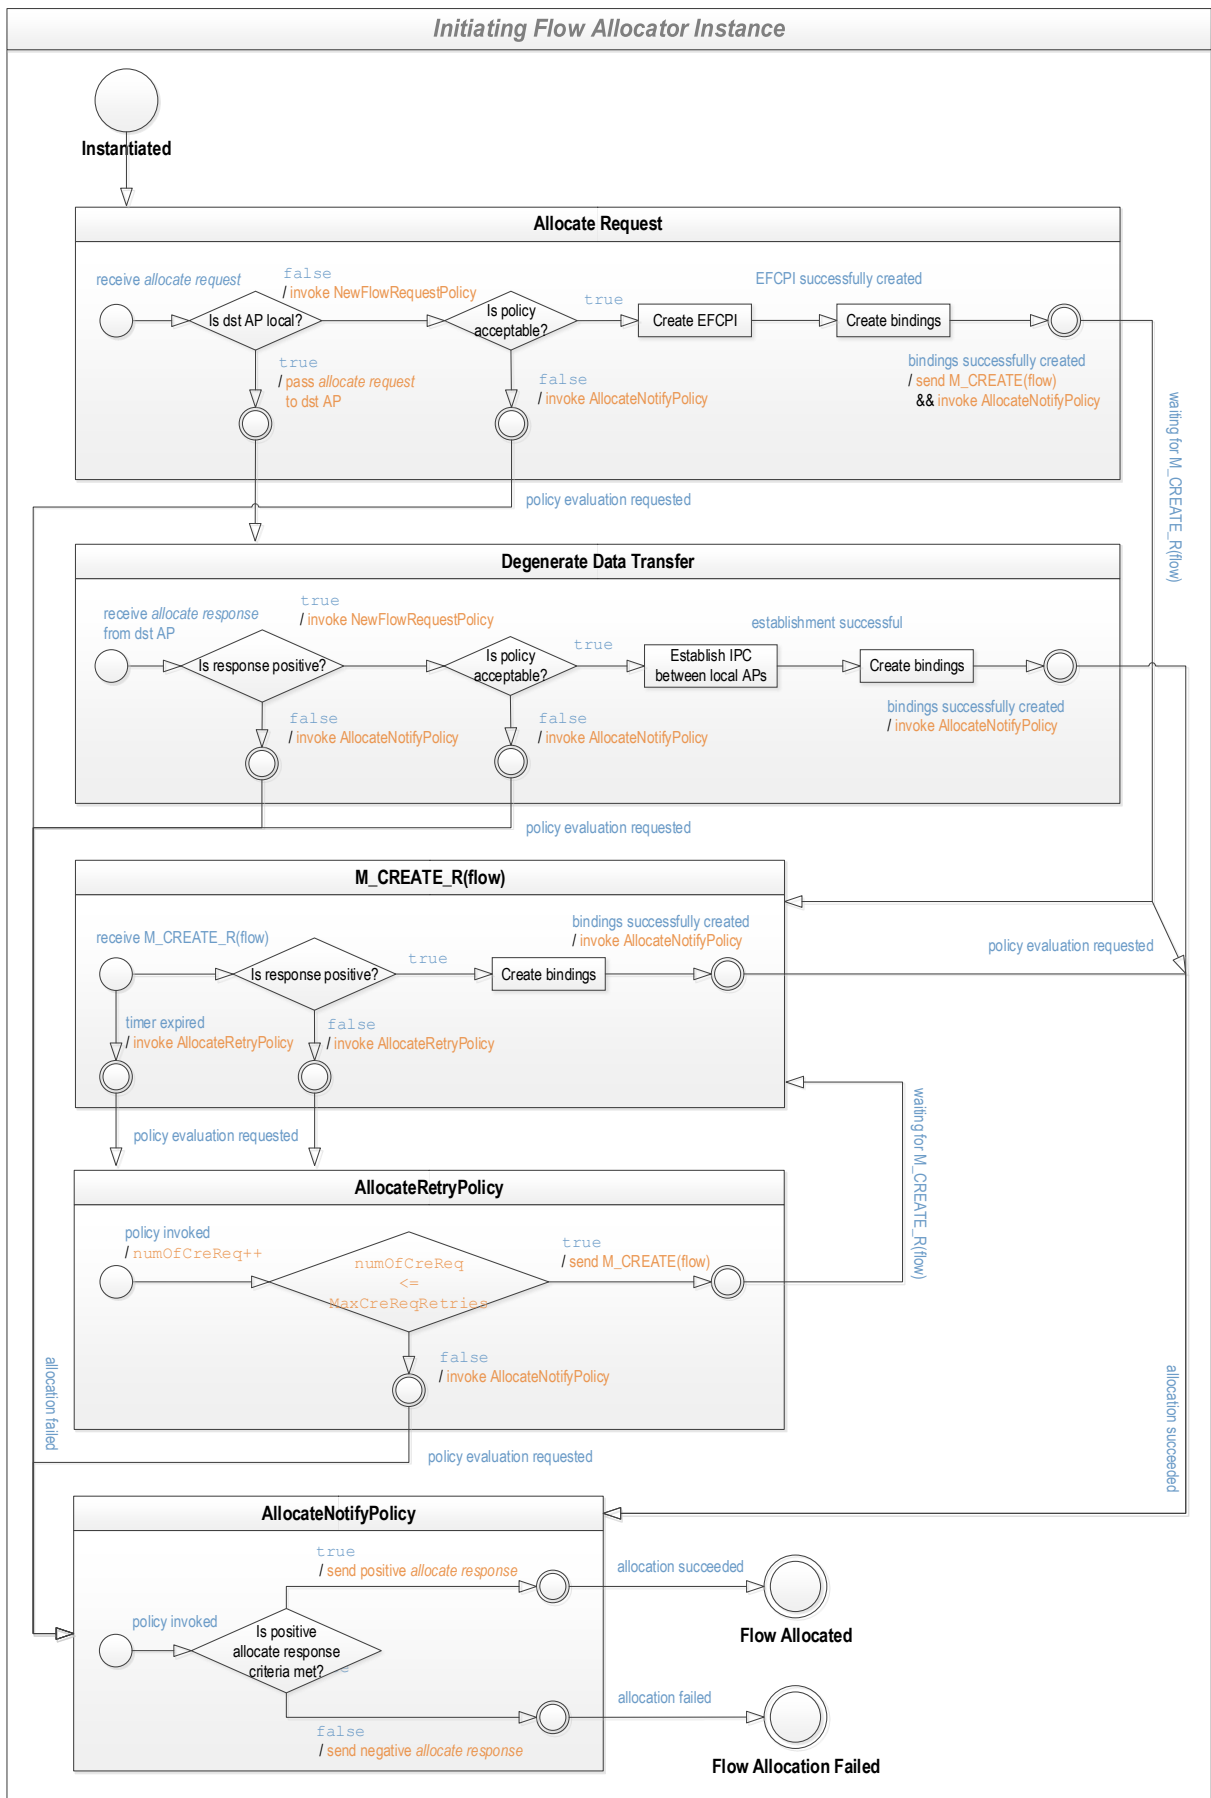 Initiating Flow Allocator Instance
Instantiated
Allocate Request
receive allocate request
false
/ invoke NewFlowRequestPolicy
EFCPI successfully created
Is dst AP local?
Is policy
acceptable?
true
Create EFCPI
Create bindings
true
/ pass allocate request
to dst AP
false
/ invoke AllocateNotifyPolicy
bindings successfully created
/ send M_CREATE(flow)
&& invoke AllocateNotifyPolicy
waiting for M_CREATE_R(flow)
policy evaluation requested
Degenerate Data Transfer
receive allocate response
from dst AP
true
/ invoke NewFlowRequestPolicy
establishment successful
Is response positive?
Is policy
acceptable?
true
Establish IPC
between local APs
Create bindings
false
/ invoke AllocateNotifyPolicy
false
/ invoke AllocateNotifyPolicy
bindings successfully created
/ invoke AllocateNotifyPolicy
policy evaluation requested
M_CREATE_R(flow)
receive M_CREATE_R(flow)
bindings successfully created
/ invoke AllocateNotifyPolicy
policy evaluation requested
Is response positive?
true
Create bindings
timer expired
/ invoke AllocateRetryPolicy
false
/ invoke AllocateRetryPolicy
policy evaluation requested
waiting for M_CREATE_R(flow)
AllocateRetryPolicy
policy invoked
/ numOfCreReq++
numOfCreReq
<=
MaxCreReqRetries
true
/ send M_CREATE(flow)
false
/ invoke AllocateNotifyPolicy
allocation failed
allocation succeeded
policy evaluation requested
AllocateNotifyPolicy
true
/ send positive allocate response
allocation succeeded
policy invoked
Is positive
allocate response
criteria met?
Flow Allocated
allocation failed
false
/ send negative allocate response
Flow Allocation Failed